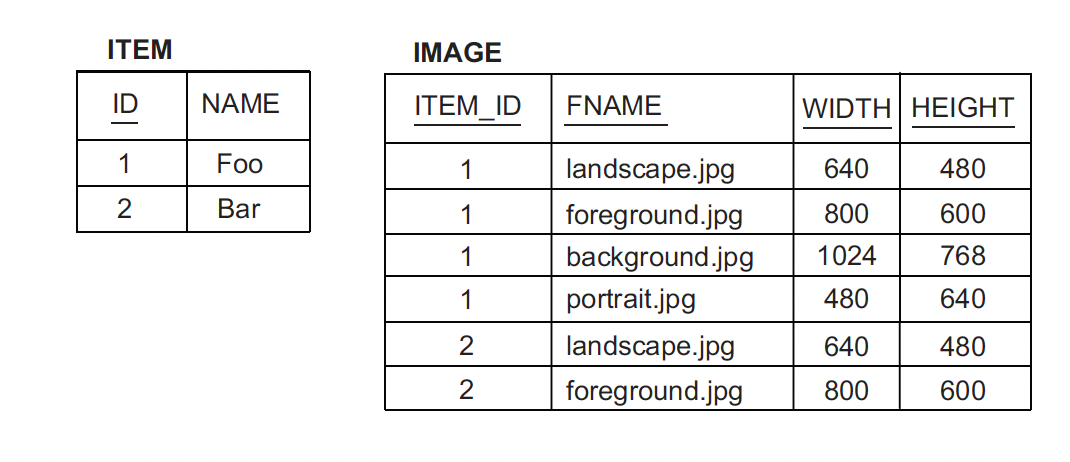 ITEM
ID NAME
1 Foo
2 Bar
IMAGE
ITEM_ID FNAME WIDTH HEIGHT
1 landscape.jpg 640 480
1 foreground.jpg 800 600
1 background.jpg 1024 768
1 portrait.jpg 480 640
2 landscape.jpg 640 480
2 foreground.jpg 800 600